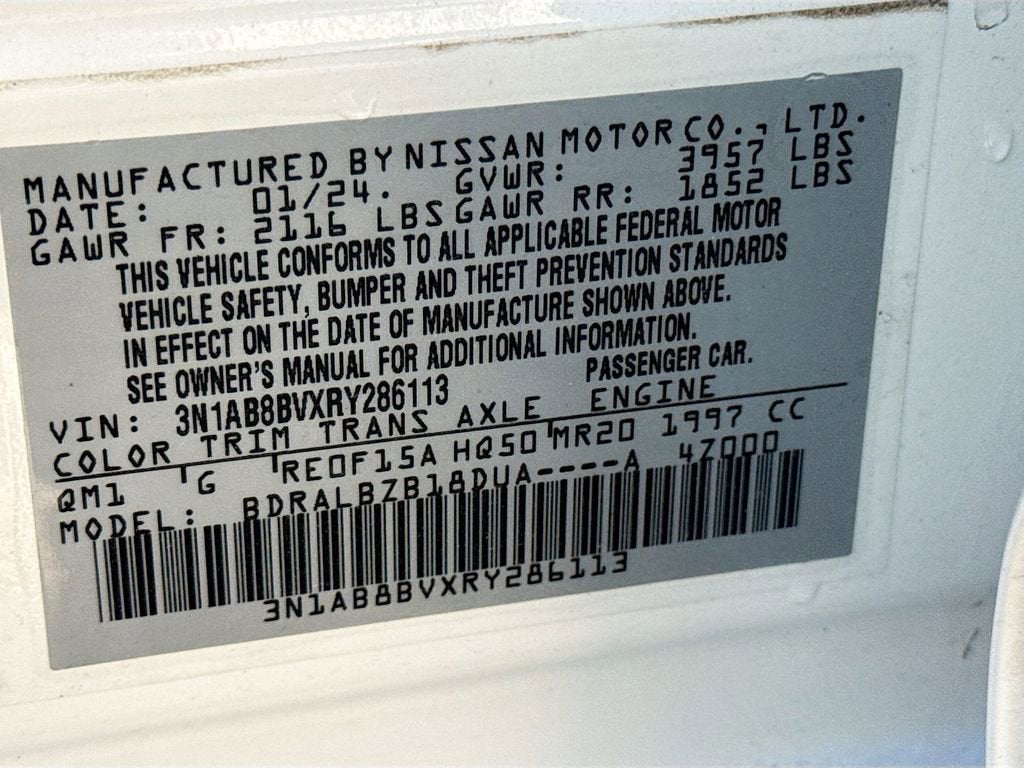 MANUFACTURED BY NISSAN MOTOR CO., LTD.
DATE: 01/24. GVWR: 3957 LBS
GAWR FR: 2116 LBS GAWR RR: 1852 LBS
THIS VEHICLE CONFORMS TO ALL APPLICABLE FEDERAL MOTOR
VEHICLE SAFETY, BUMPER AND THEFT PREVENTION STANDARDS
IN EFFECT ON THE DATE OF MANUFACTURE SHOWN ABOVE.
SEE OWNER'S MANUAL FOR ADDITIONAL INFORMATION.
VIN: 3N1AB8BVXRY286113 PASSENGER CAR.
COLOR TRIM TRANS AXLE ENGINE
QM1 G RE0F15A HQ50 MR20 1997 CC
MODEL: BDRALBZB18DUA----A 4Z000
3N1AB8BVXRY286113